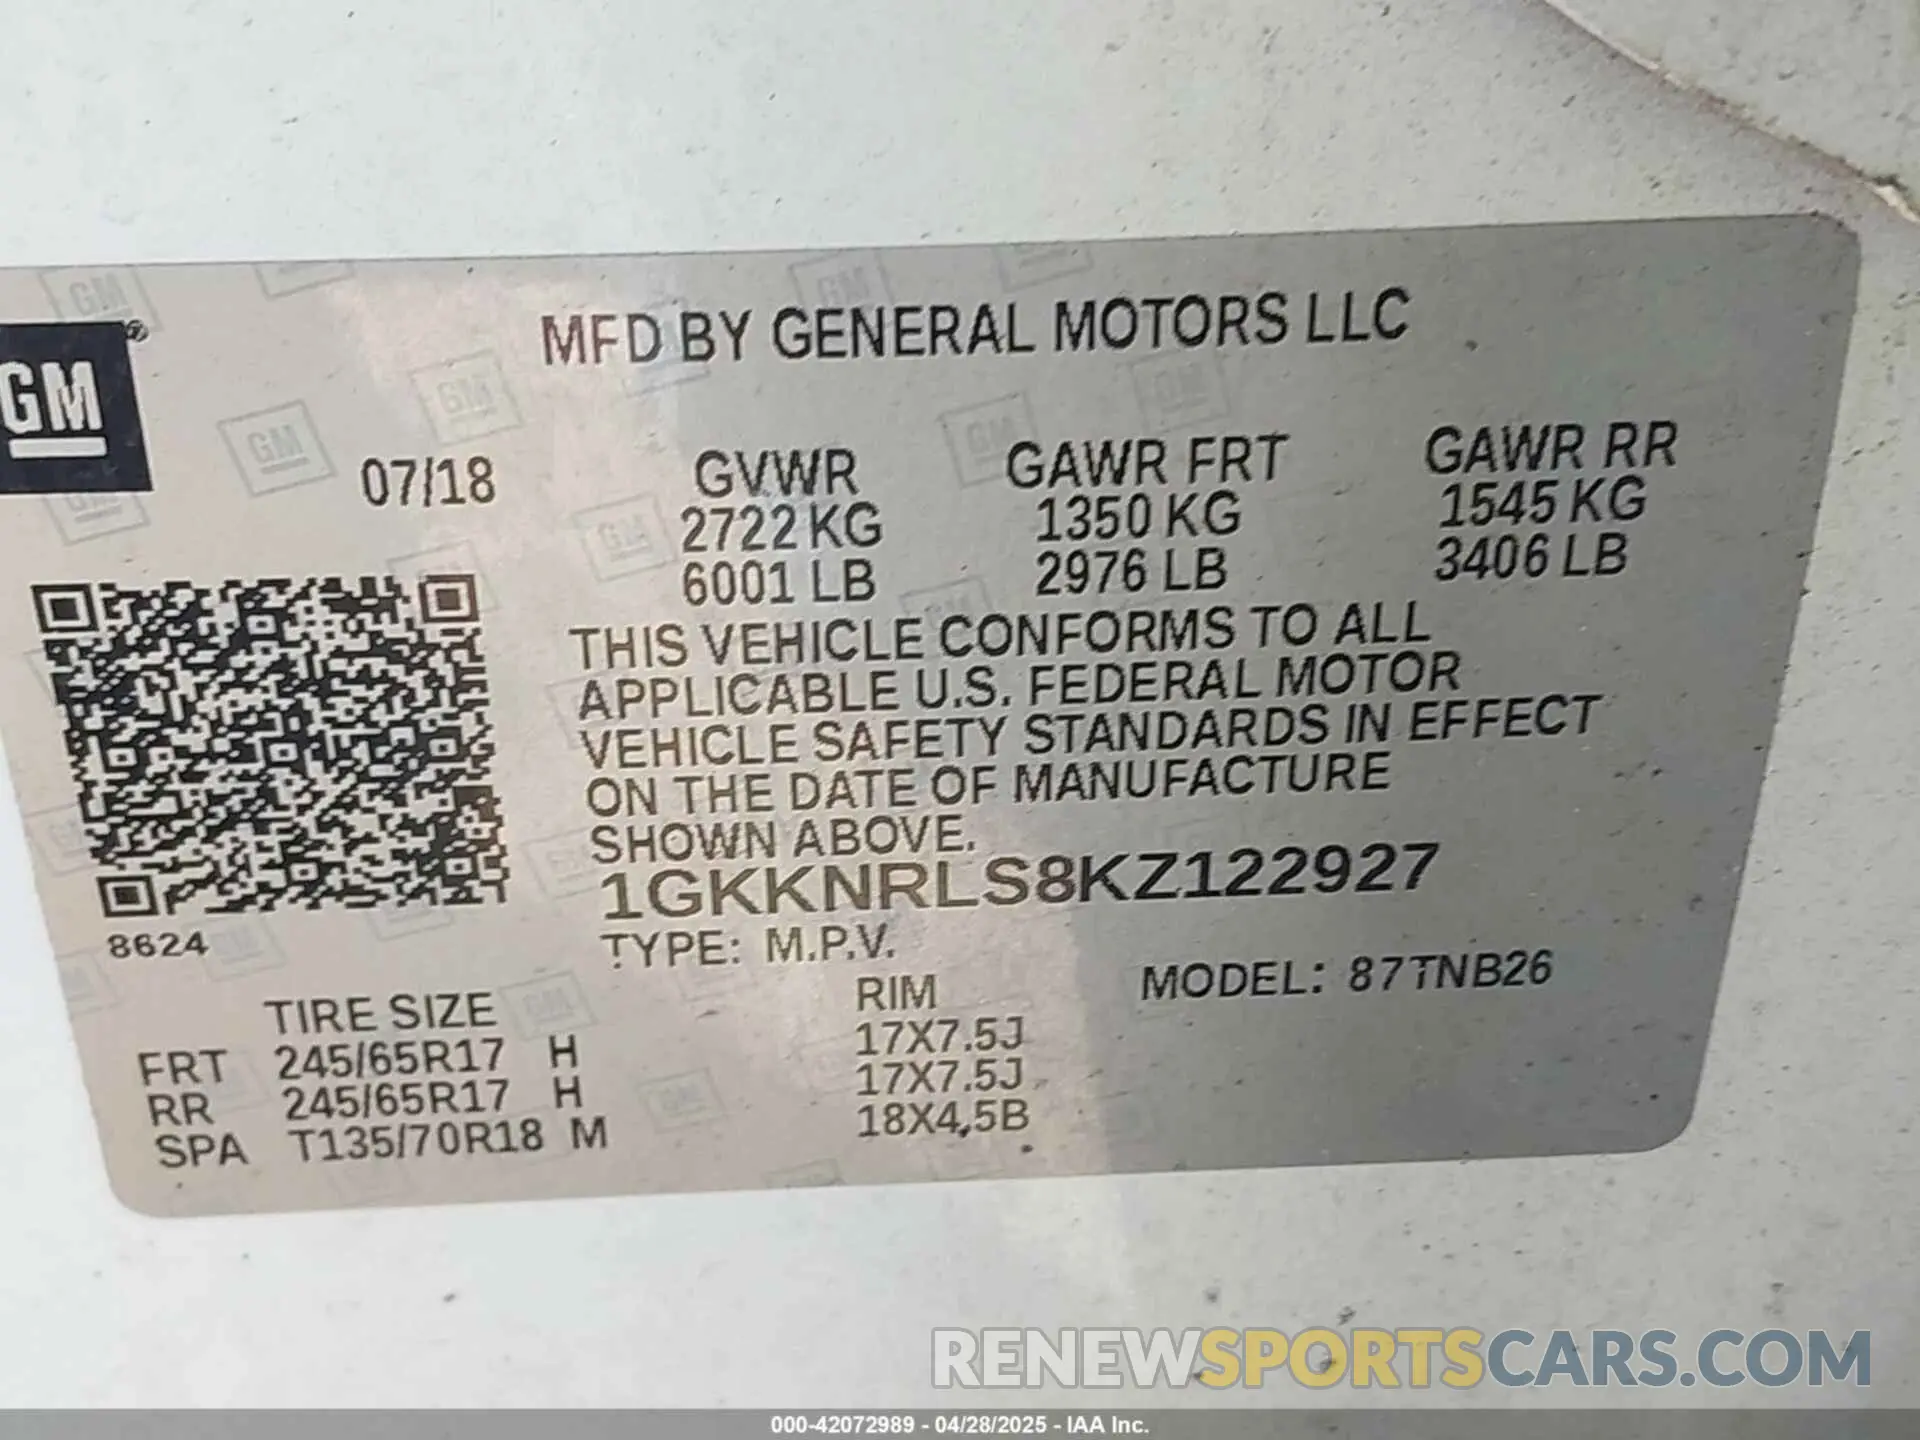 MFD BY GENERAL MOTORS LLC
GM
07/18
GVWR GAWR FRT GAWR RR
2722 KG 1350 KG 1545 KG
6001 LB 2976 LB 3406 LB
THIS VEHICLE CONFORMS TO ALL
APPLICABLE U.S. FEDERAL MOTOR
VEHICLE SAFETY STANDARDS IN EFFECT
ON THE DATE OF MANUFACTURE
SHOWN ABOVE.
1GKKNRLS8KZ122927
8624
TYPE: M.P.V. MODEL: 87TNB26
TIRE SIZE RIM
FRT 245/65R17 H 17X7.5J
RR 245/65R17 H 17X7.5J
SPA T135/70R18 M 18X4.5B
RENEWSPORTSCARS.COM
000-42072989 - 04/28/2025 - IAA Inc.